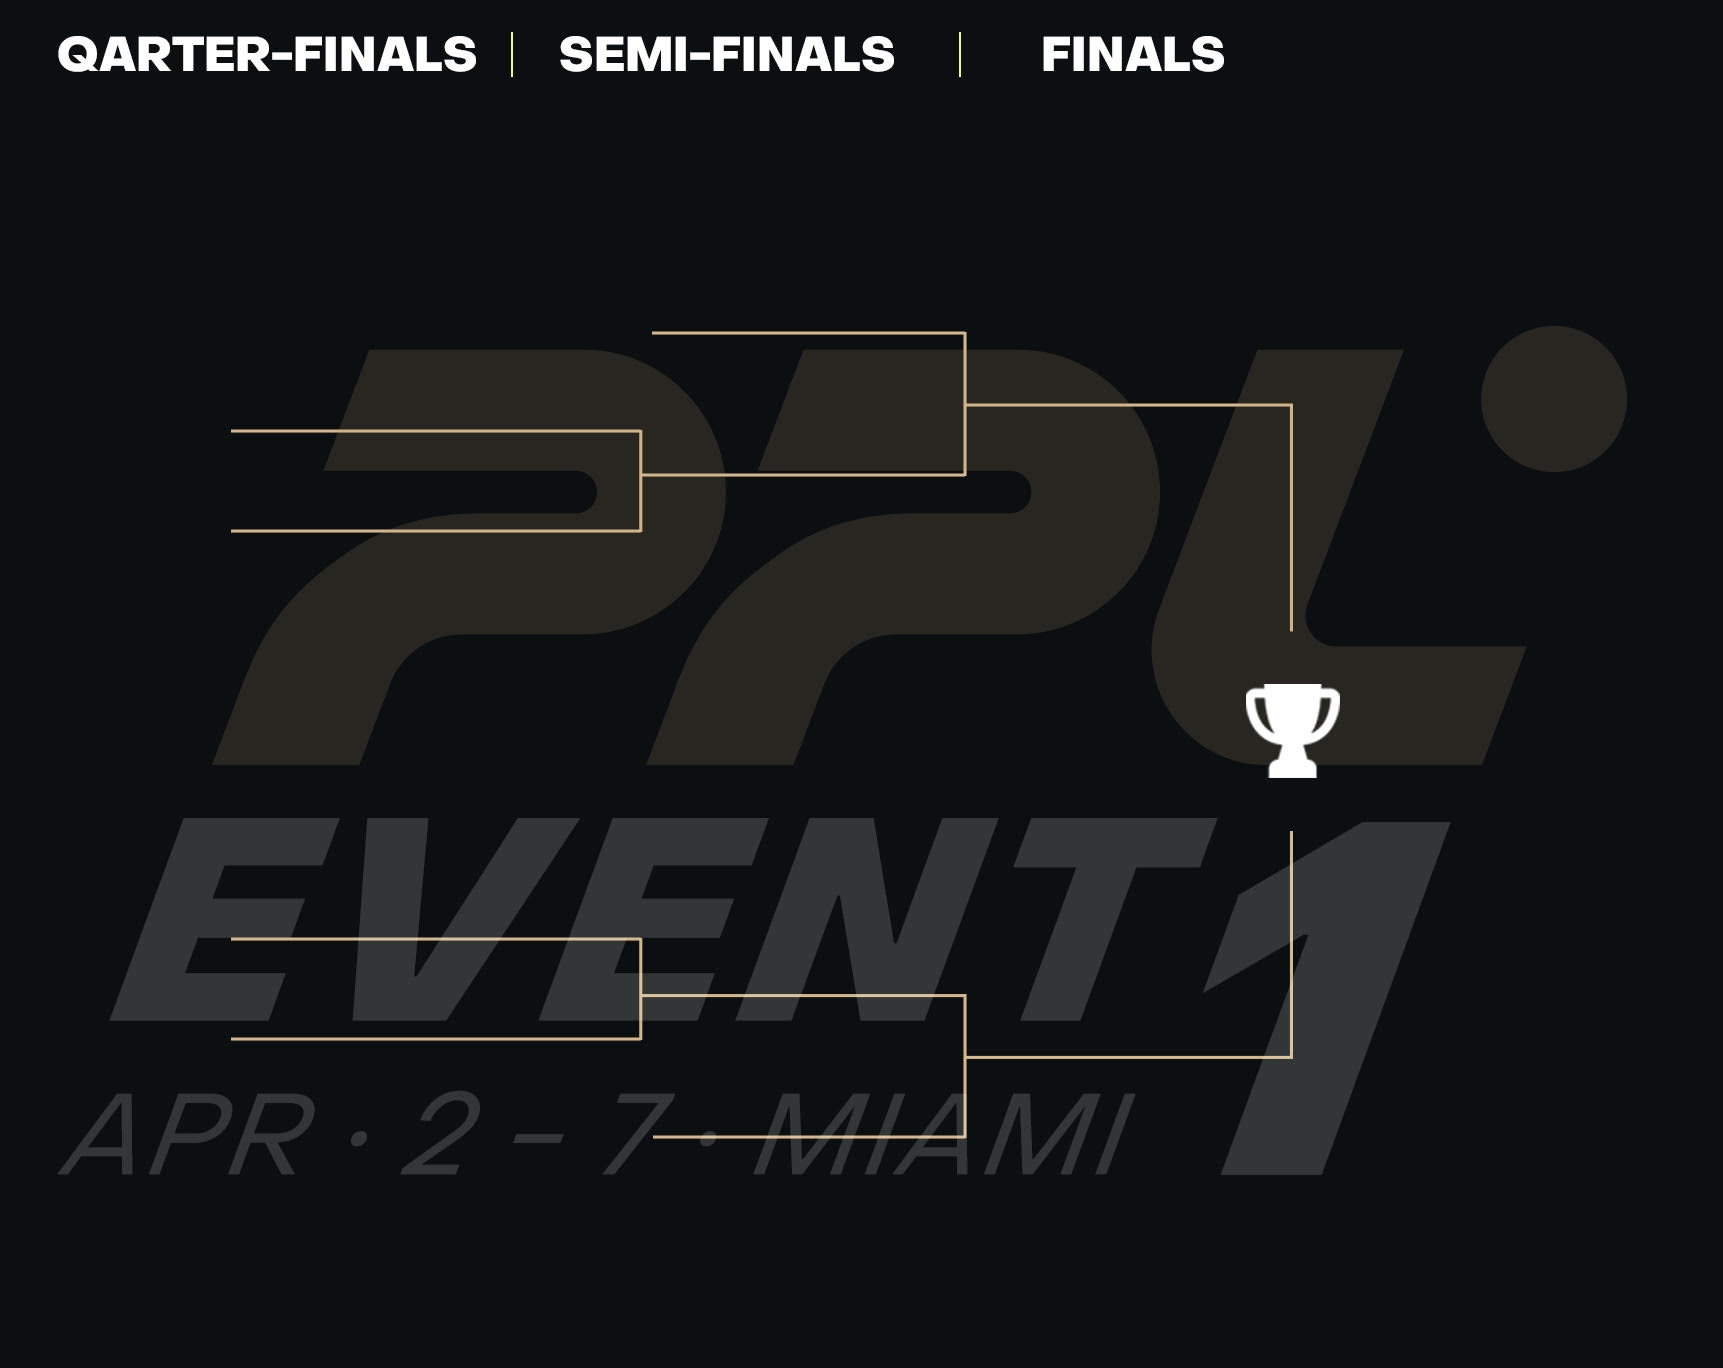 QARTER-FINALS
SEMI-FINALS
FINALS
PPL
EVENT 1
APR · 2 - 7 · MIAMI